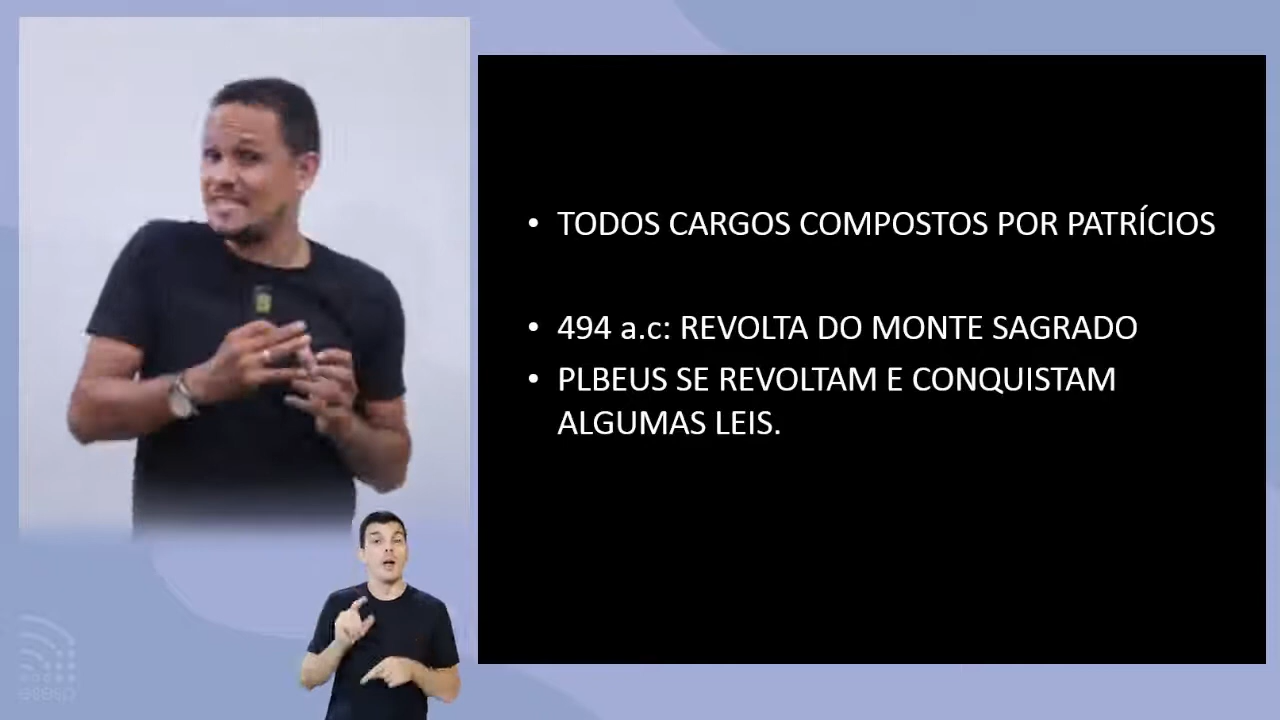 • TODOS CARGOS COMPOSTOS POR PATRÍCIOS
• 494 a.c: REVOLTA DO MONTE SAGRADO
• PLBEUS SE REVOLTAM E CONQUISTAM
ALGUMAS LEIS.